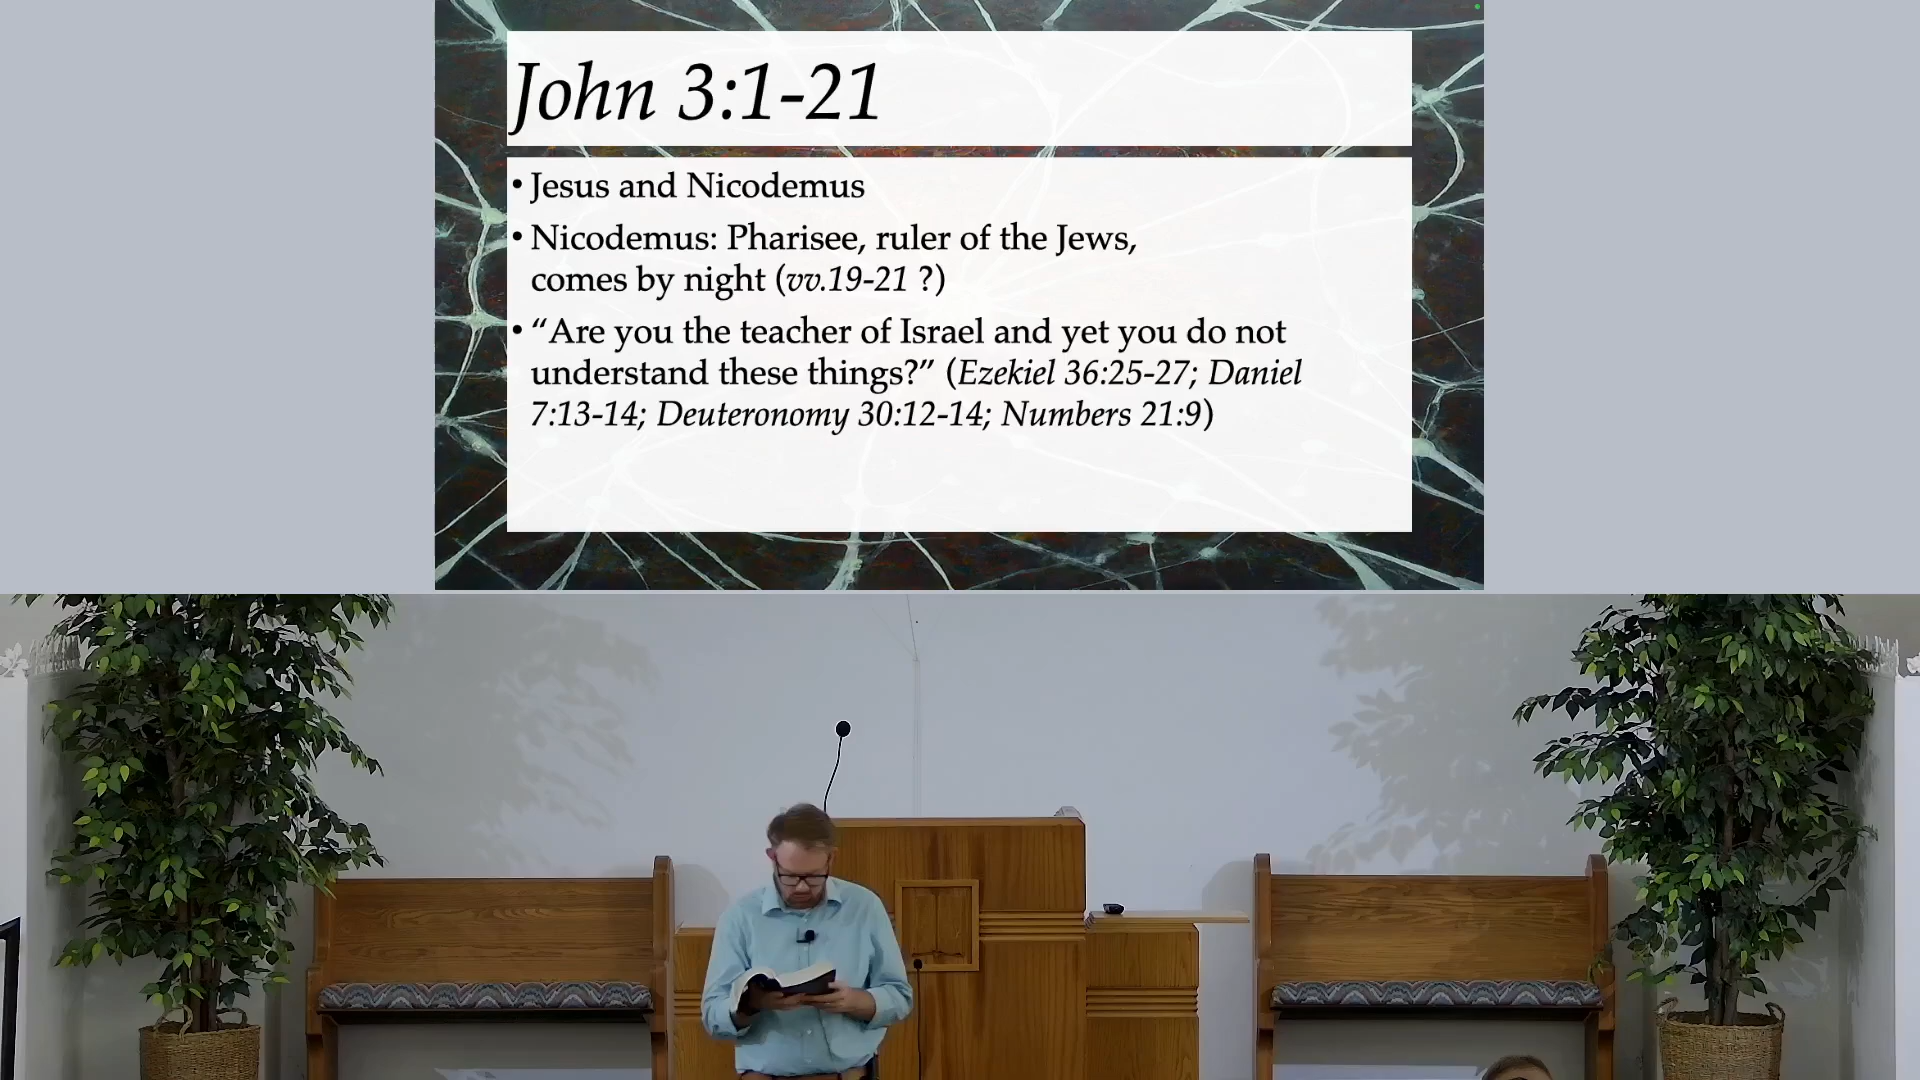 John 3:1-21
• Jesus and Nicodemus
• Nicodemus: Pharisee, ruler of the Jews,
comes by night (vv.19-21 ?)
• “Are you the teacher of Israel and yet you do not
understand these things?” (Ezekiel 36:25-27; Daniel
7:13-14; Deuteronomy 30:12-14; Numbers 21:9)